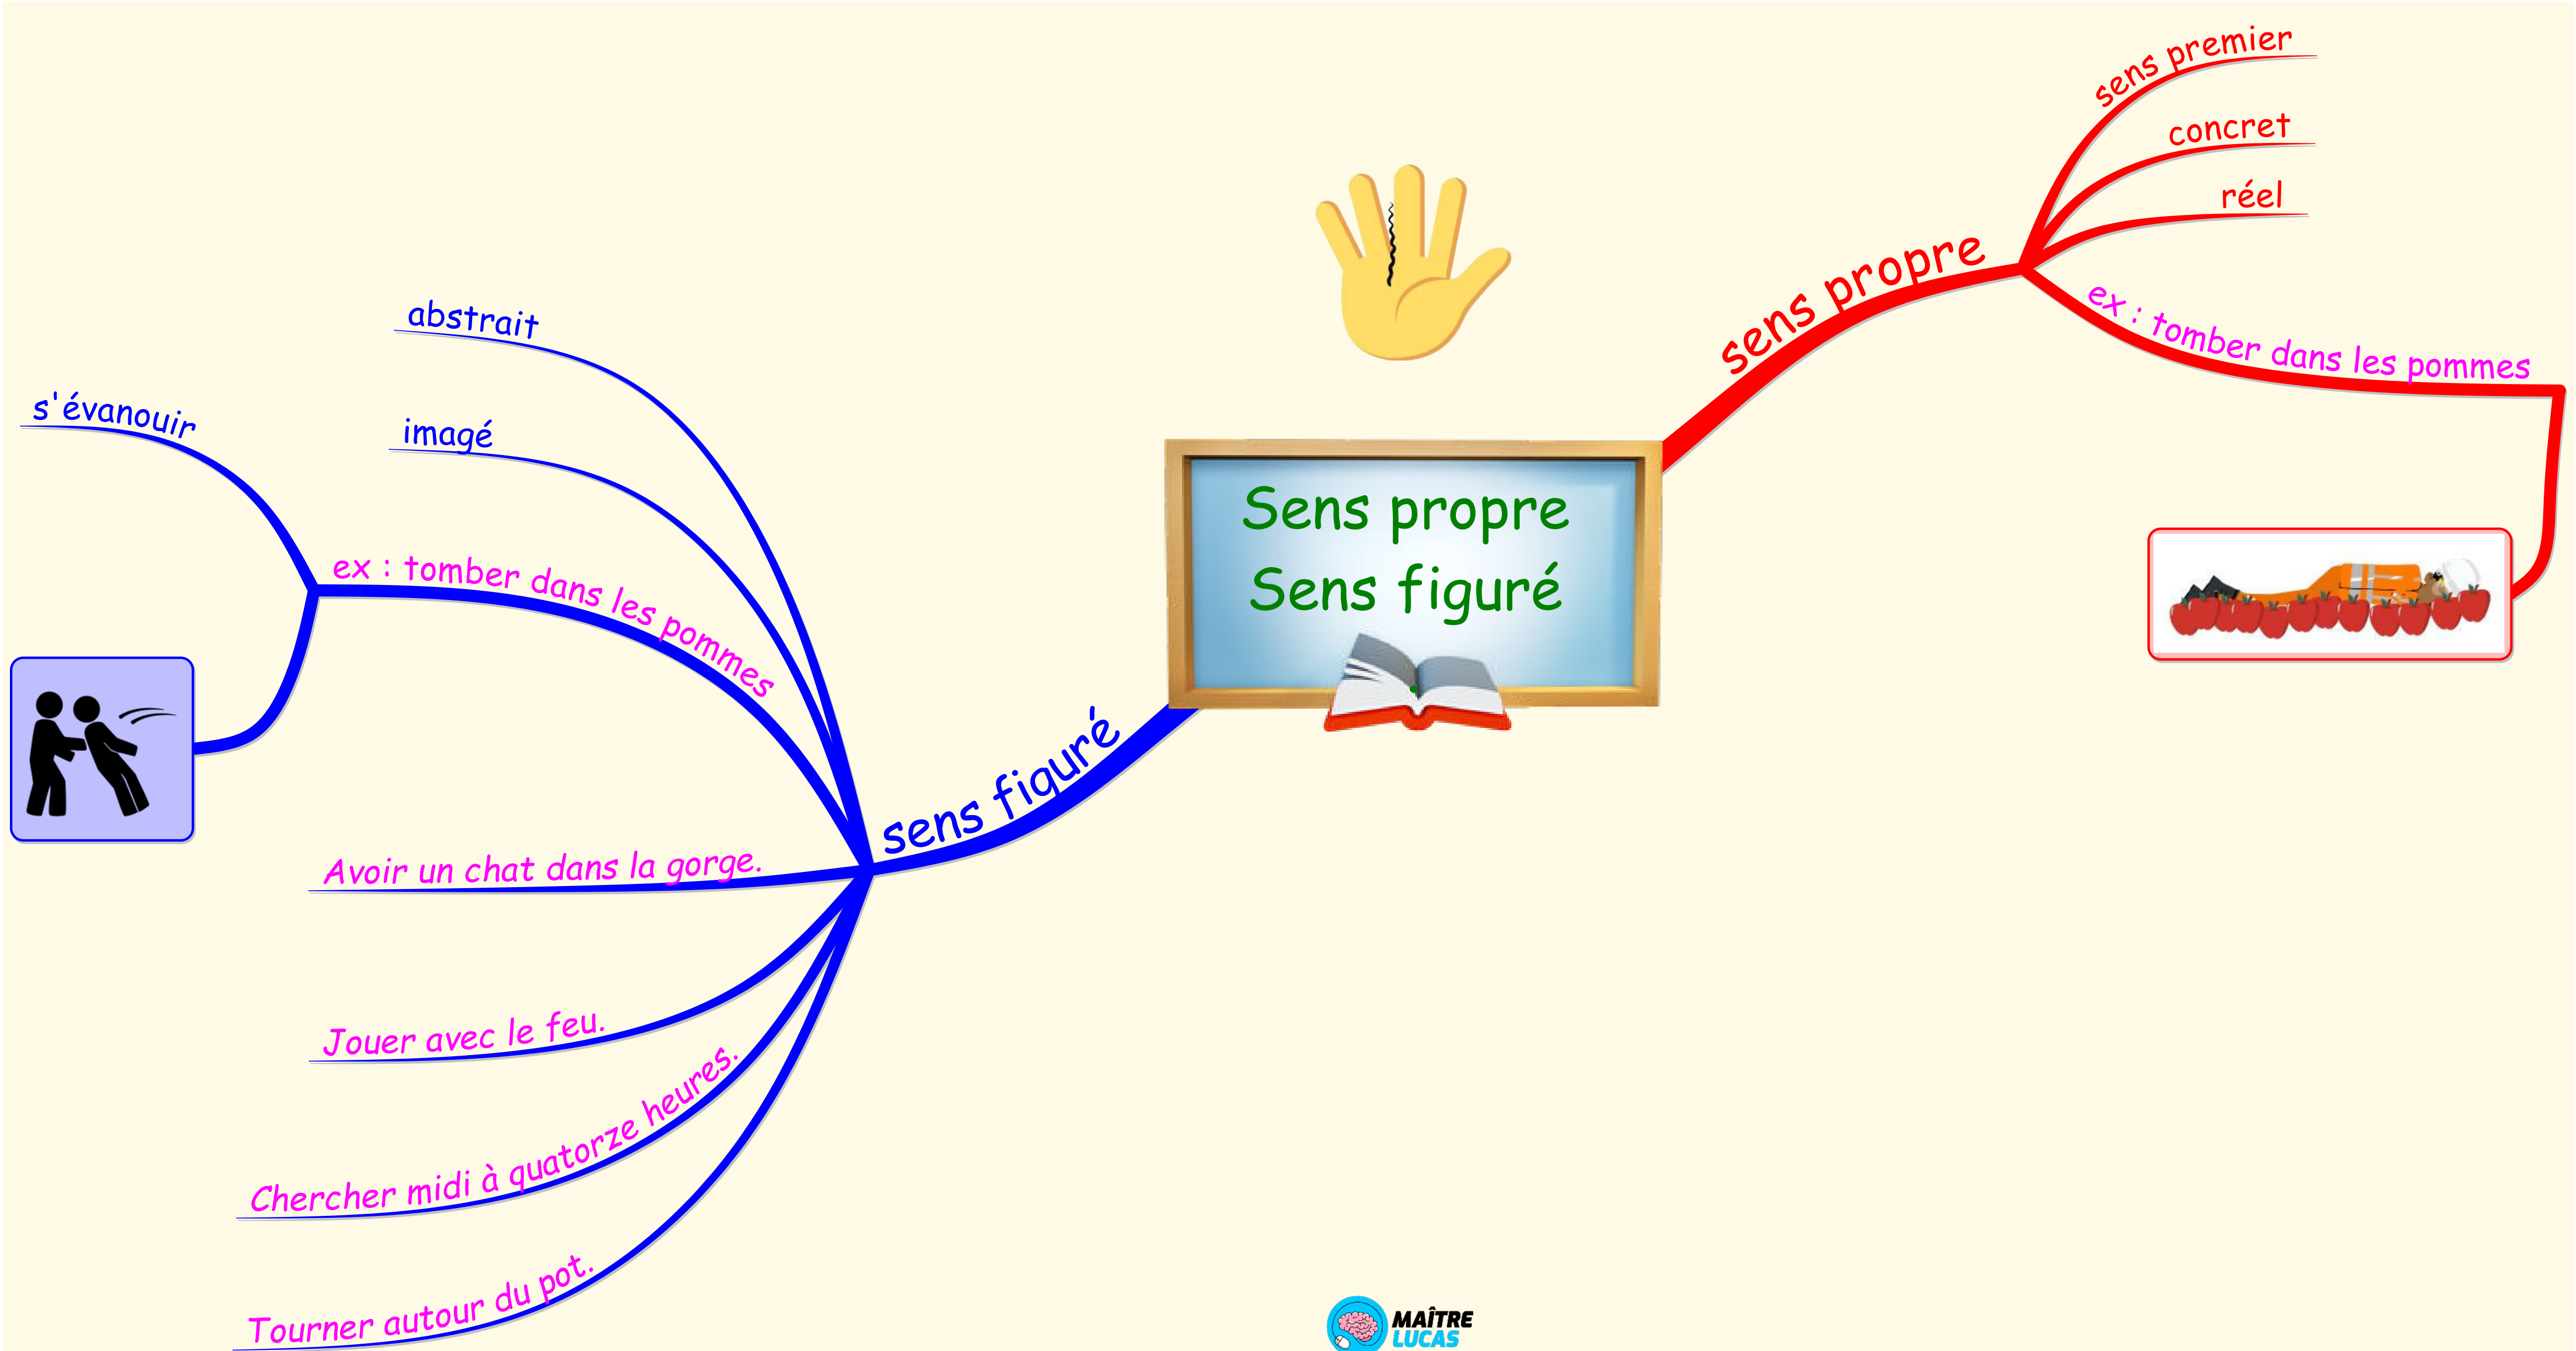 Sens propre
Sens figuré
sens propre
sens premier
concret
réel
ex : tomber dans les pommes
sens figuré
abstrait
imagé
ex : tomber dans les pommes
s'évanouir
Avoir un chat dans la gorge.
Jouer avec le feu.
Chercher midi à quatorze heures.
Tourner autour du pot.
MAÎTRE
LUCAS